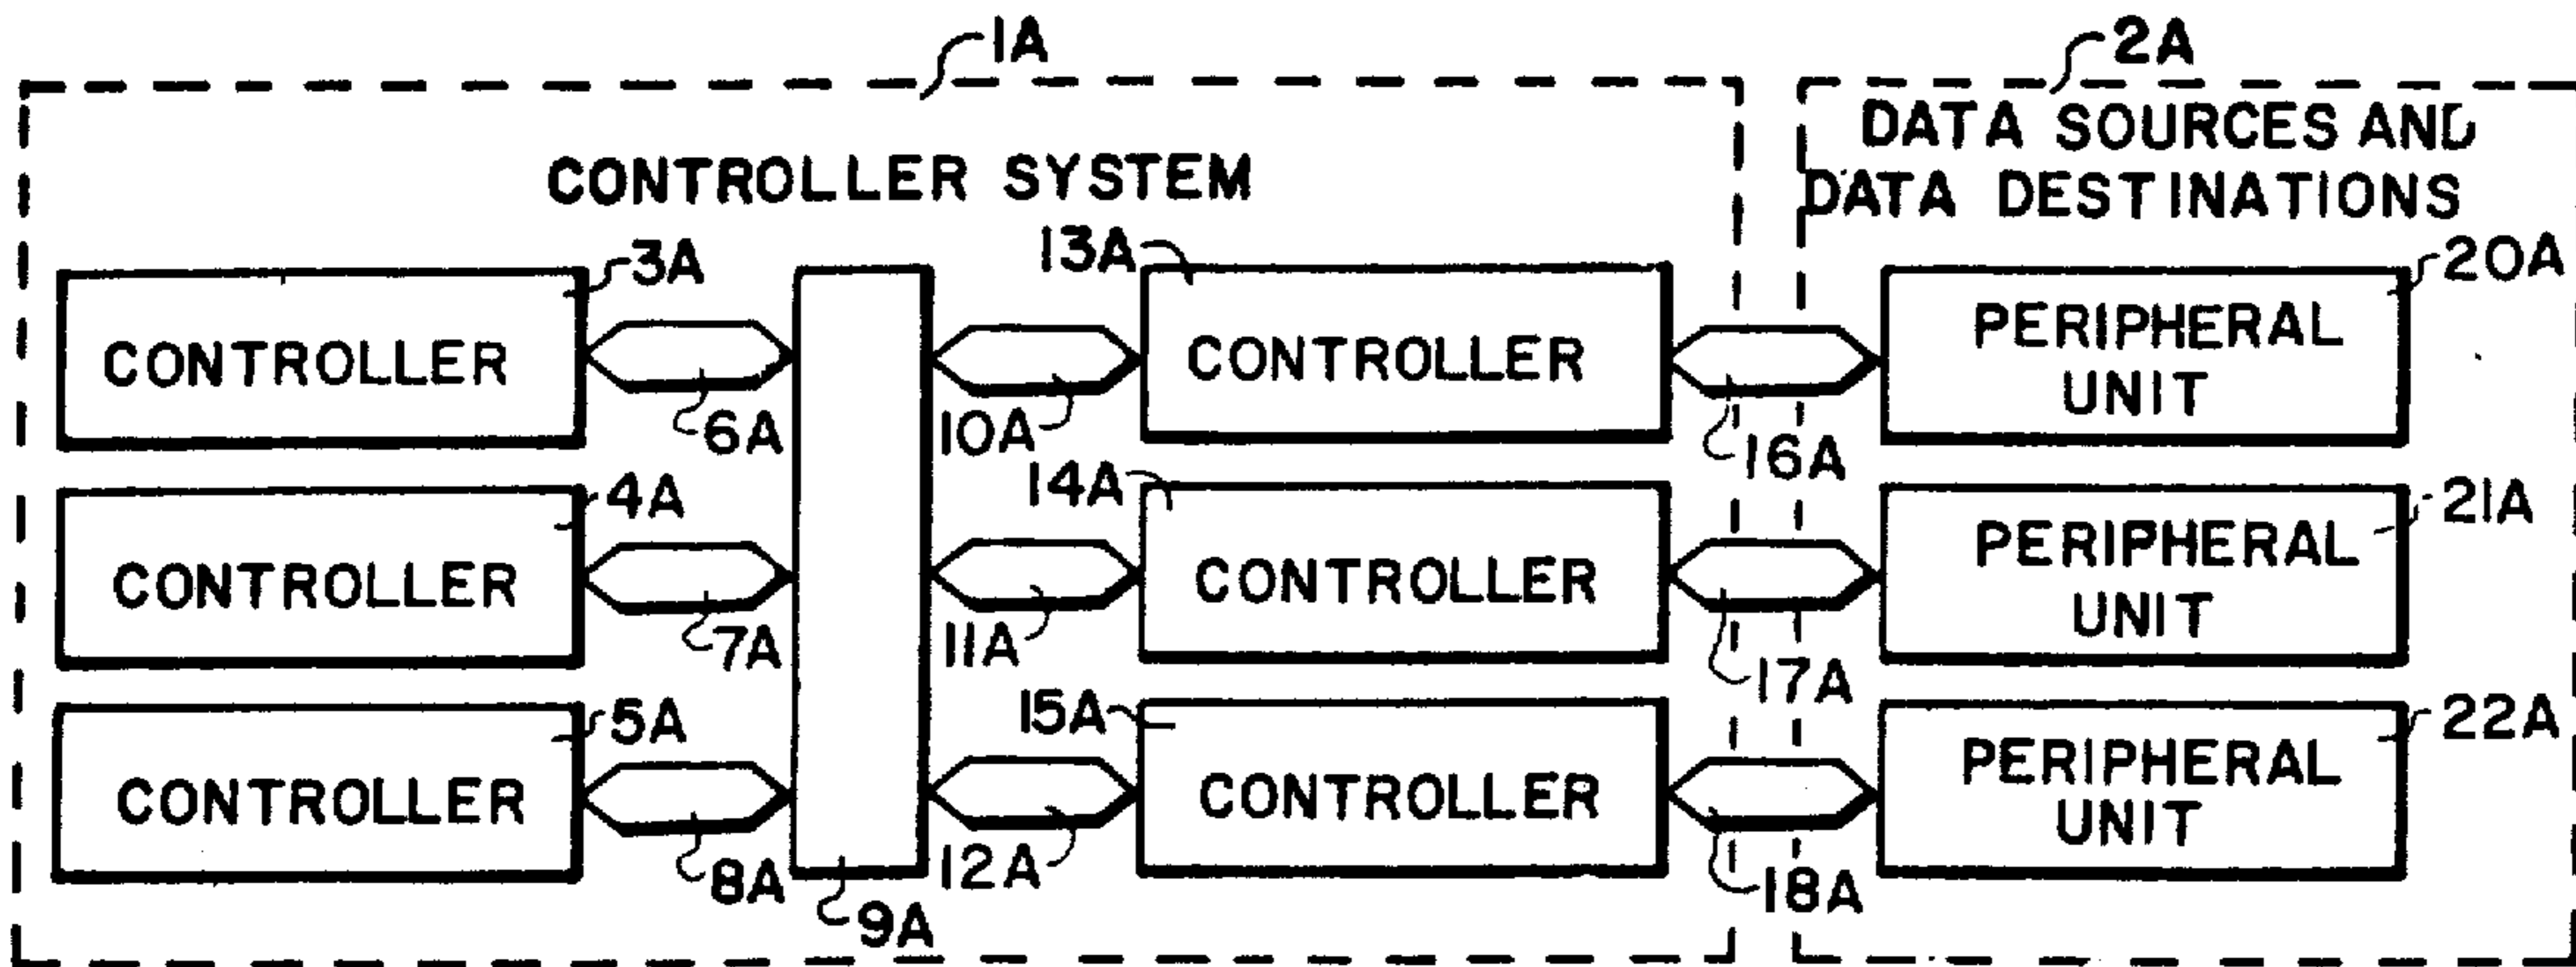 1A
2A
DATA SOURCES AND
DATA DESTINATIONS
CONTROLLER SYSTEM
3A
13A
20A
CONTROLLER
CONTROLLER
PERIPHERAL
UNIT
6A
10A
16A
4A
14A
21A
CONTROLLER
CONTROLLER
PERIPHERAL
UNIT
7A
11A
17A
5A
15A
22A
CONTROLLER
CONTROLLER
PERIPHERAL
UNIT
8A
12A
18A
9A